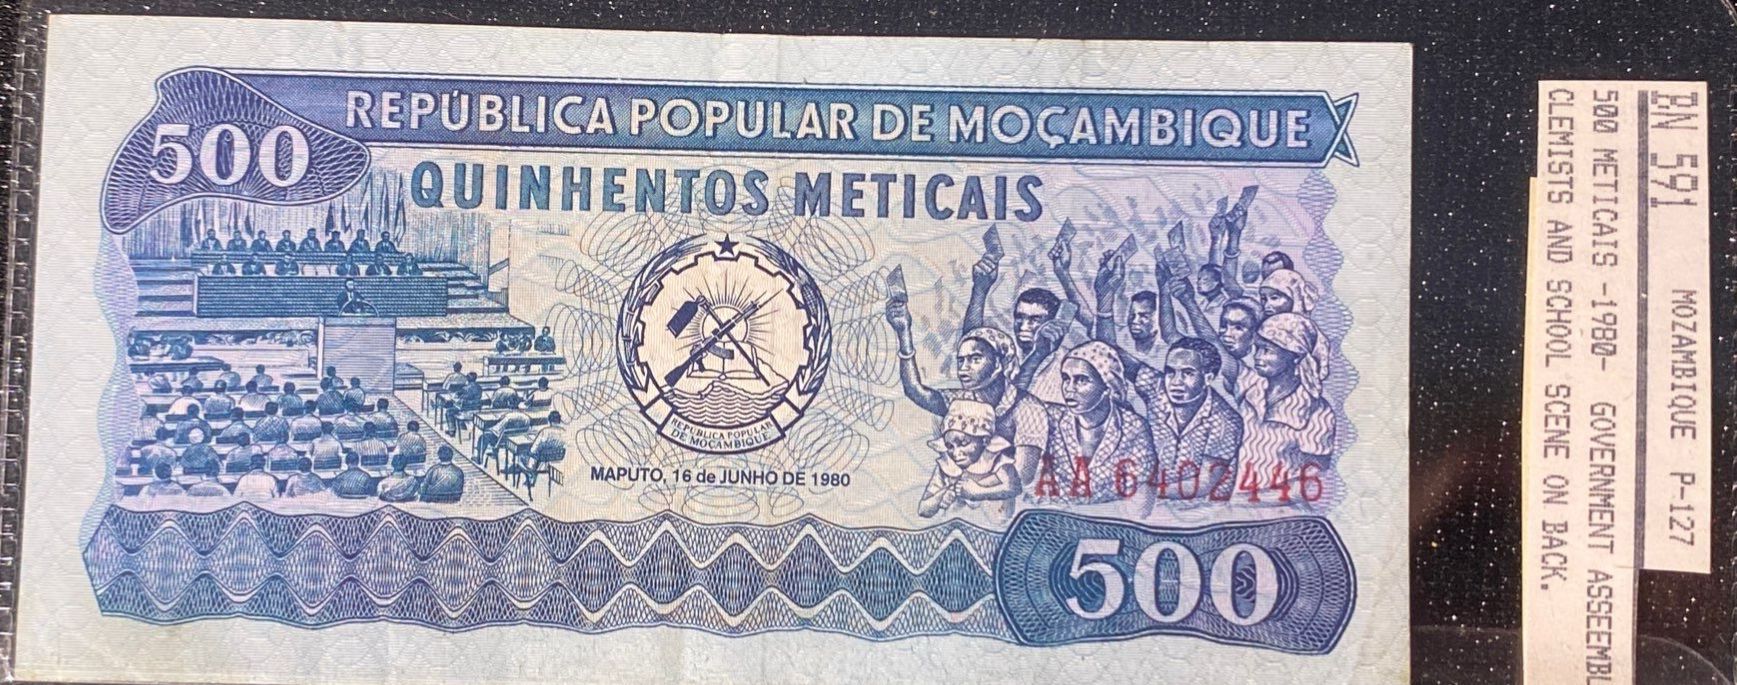 500
REPÚBLICA POPULAR DE MOÇAMBIQUE
QUINHENTOS METICAIS
REPÚBLICA POPULAR
DE MOÇAMBIQUE
MAPUTO, 16 de JUNHO DE 1980
AA 6402446
500
BN 591 MOZAMBIQUE P-127
500 METICAIS -1980- GOVERNMENT ASSEEMBL
CLEMISTS AND SCHOOL SCENE ON BACK.